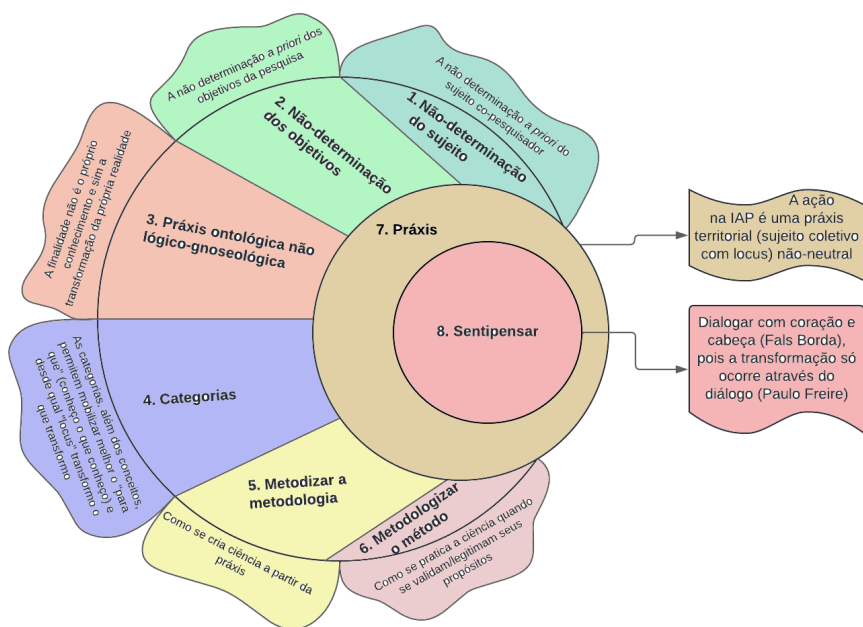 A não determinação a priori do
sujeito co-pesquisador
1. Não-determinação
do sujeito
A não determinação a priori dos
objetivos da pesquisa
2. Não-determinação
dos objetivos
A finalidade não é o próprio
conhecimento e sim a
transformação da própria realidade
3. Práxis ontológica não
lógico-gnoseológica
As categorias, além dos conceitos,
permitem mobilizar melhor o "para
que" (conheço o que conheço) e
desde qual "locus" transformo o
que transformo
4. Categorias
5. Metodizar a
metodologia
Como se cria ciência a partir da
práxis
6. Metodologizar
o método
Como se pratica a ciência quando
se validam/legitimam seus
propósitos
7. Práxis
A ação
na IAP é uma práxis
territorial (sujeito coletivo
com locus) não-neutral
8. Sentipensar
Dialogar com coração e
cabeça (Fals Borda),
pois a transformação só
ocorre através do
diálogo (Paulo Freire)